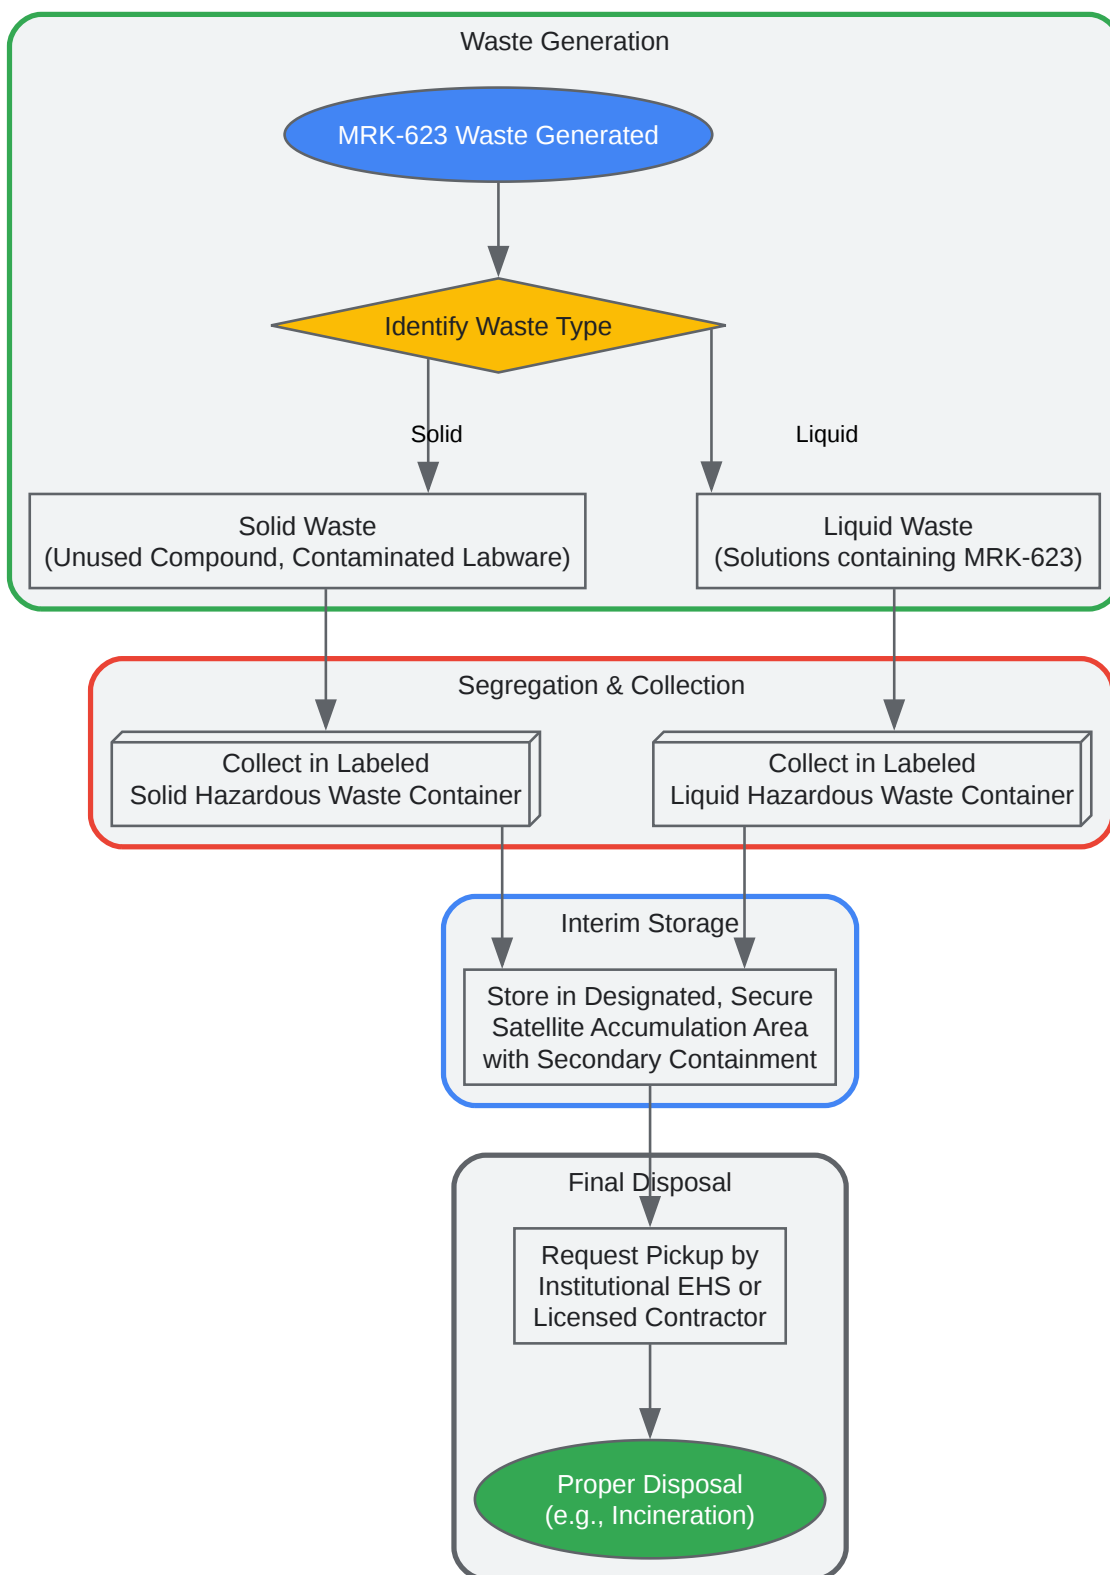 Waste Generation
MRK-623 Waste Generated
Identify Waste Type
Solid
Liquid
Solid Waste
(Unused Compound, Contaminated Labware)
Liquid Waste
(Solutions containing MRK-623)
Segregation & Collection
Collect in Labeled
Solid Hazardous Waste Container
Collect in Labeled
Liquid Hazardous Waste Container
Interim Storage
Store in Designated, Secure
Satellite Accumulation Area
with Secondary Containment
Final Disposal
Request Pickup by
Institutional EHS or
Licensed Contractor
Proper Disposal
(e.g., Incineration)